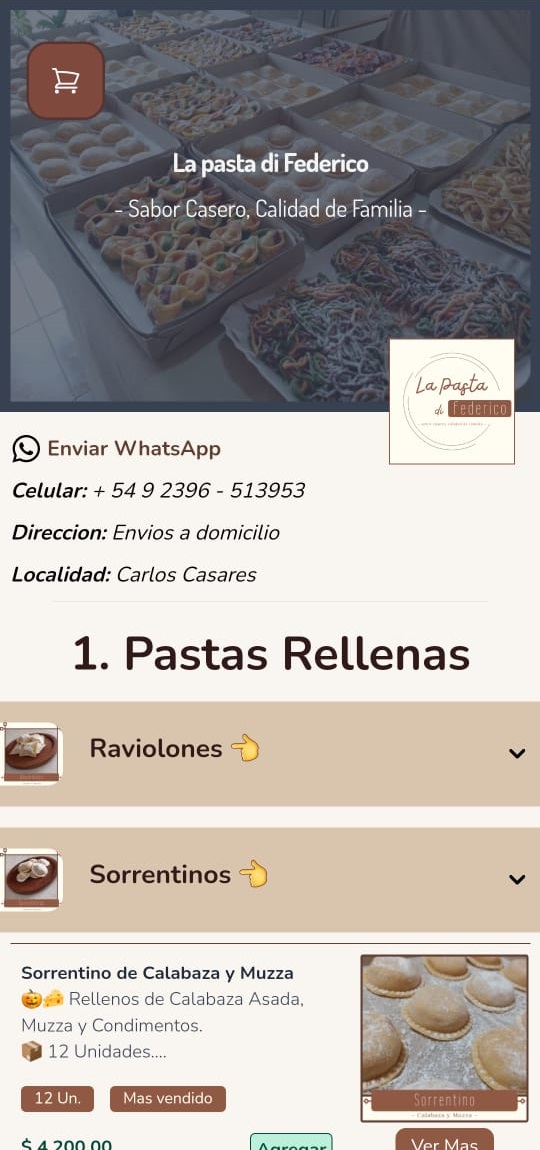 La pasta di Federico
- Sabor Casero, Calidad de Familia -
La pasta
di Federico
Enviar WhatsApp
Celular: + 54 9 2396 - 513953
Direccion: Envios a domicilio
Localidad: Carlos Casares
1. Pastas Rellenas
Raviolones 👈
Sorrentinos 👈
Sorrentino de Calabaza y Muzza
🎃🧀 Rellenos de Calabaza Asada,
Muzza y Condimentos.
📦 12 Unidades....
12 Un. Mas vendido
Sorrentino
- Calabaza y Muzza -
$ 4.200,00 Agregar Ver Mas